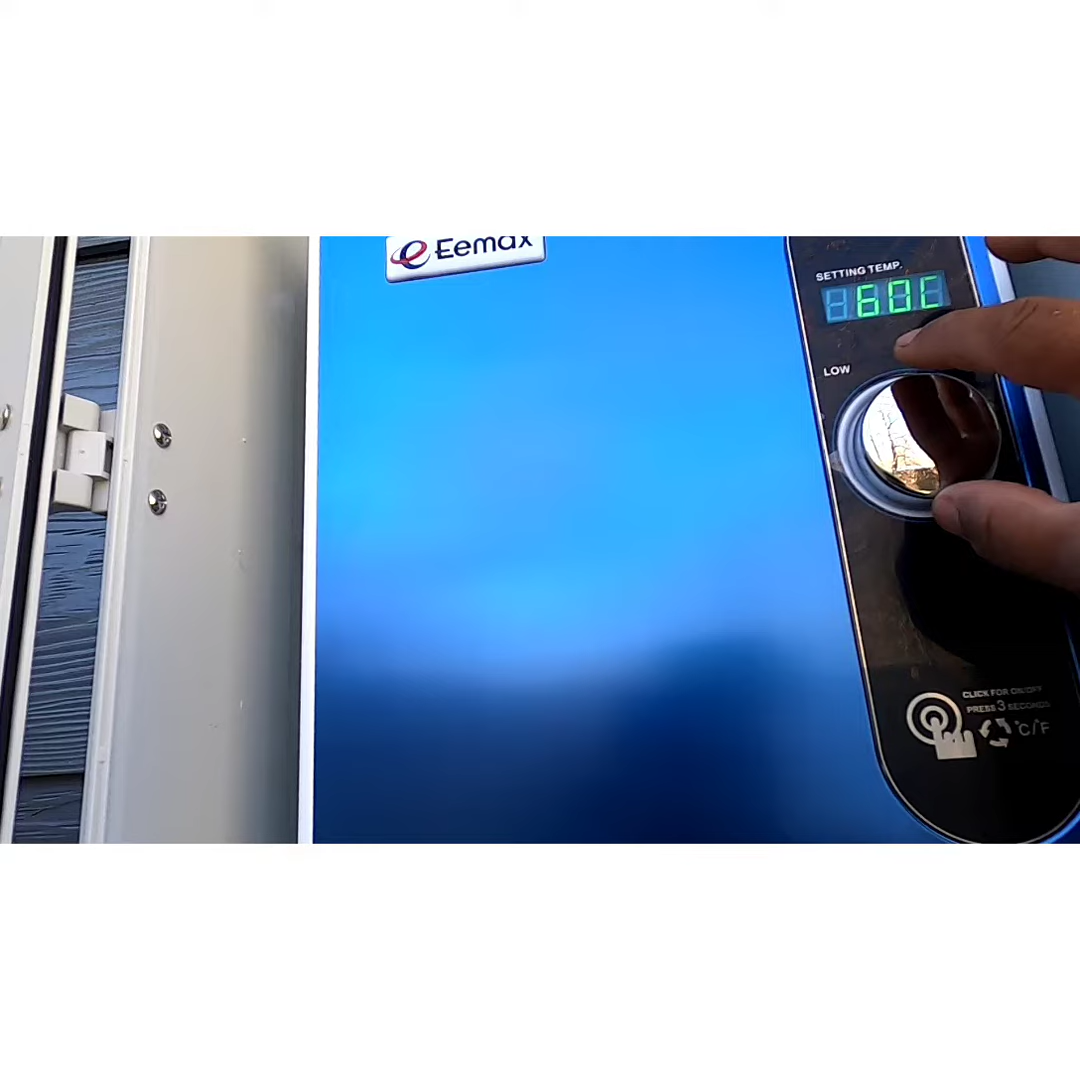 Eemax
SETTING TEMP.
60C
LOW
CLICK FOR ON/OFF
PRESS 3 SECONDS
°C/°F